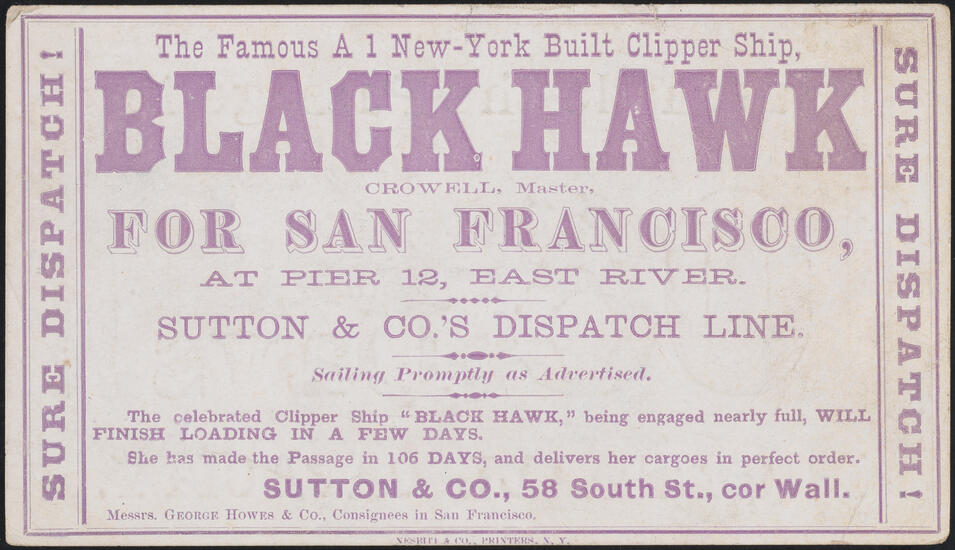 SURE DISPATCH!
The Famous A 1 New-York Built Clipper Ship,
BLACK HAWK
CROWELL, Master,
FOR SAN FRANCISCO,
AT PIER 12, EAST RIVER.
SUTTON & CO.'S DISPATCH LINE.
Sailing Promptly as Advertised.
The celebrated Clipper Ship "BLACK HAWK," being engaged nearly full, WILL
FINISH LOADING IN A FEW DAYS.
She has made the Passage in 106 DAYS, and delivers her cargoes in perfect order.
SUTTON & CO., 58 South St., cor Wall.
Messrs. GEORGE HOWES & CO., Consignees in San Francisco.
NESBITT & CO., PRINTERS, N. Y.
SURE DISPATCH!